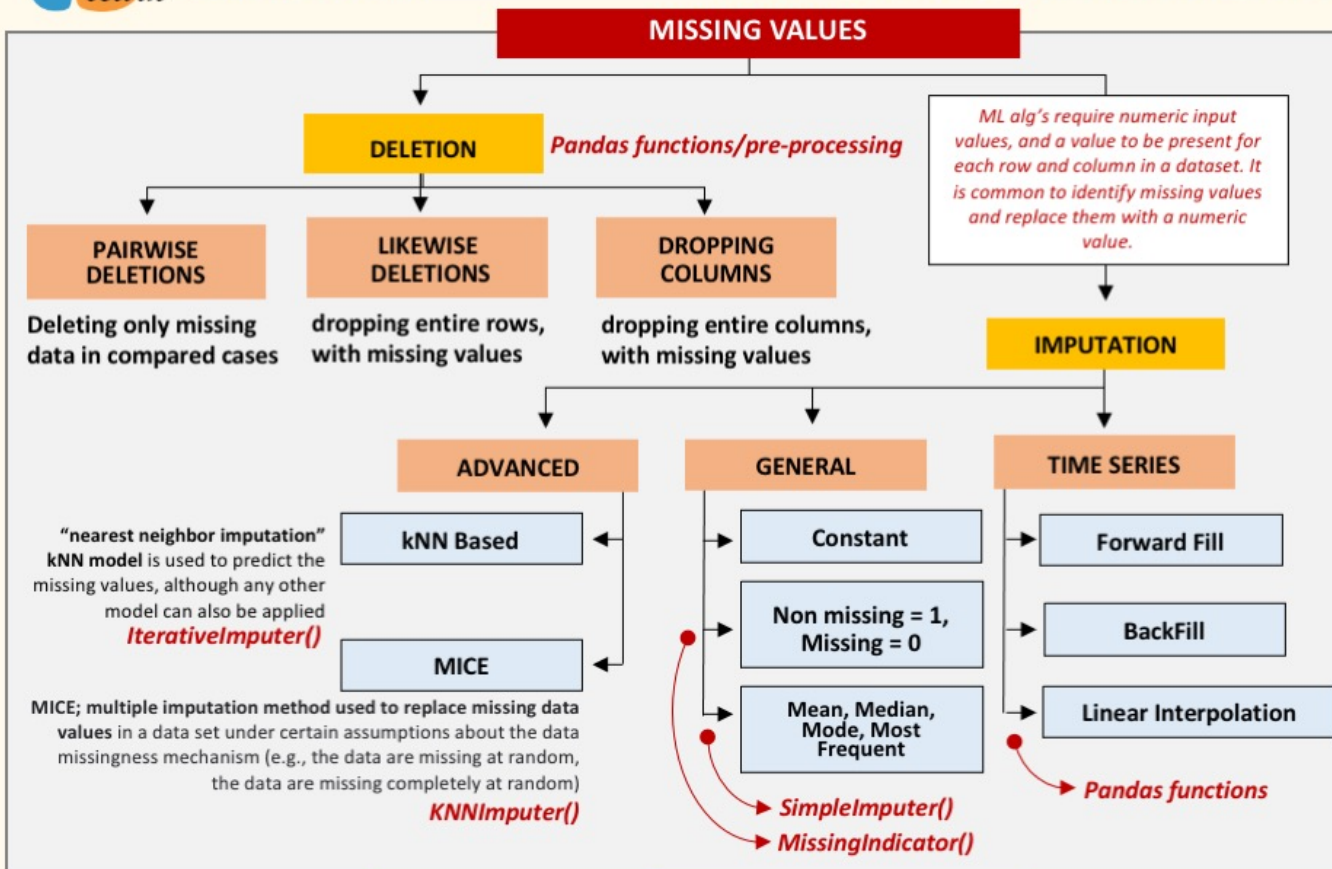 MISSING VALUES
DELETION
Pandas functions/pre-processing
ML alg's require numeric input
values, and a value to be present for
each row and column in a dataset. It
is common to identify missing values
and replace them with a numeric
value.
PAIRWISE
DELETIONS
LIKEWISE
DELETIONS
DROPPING
COLUMNS
Deleting only missing
data in compared cases
dropping entire rows,
with missing values
dropping entire columns,
with missing values
IMPUTATION
ADVANCED
GENERAL
TIME SERIES
"nearest neighbor imputation"
kNN model is used to predict the
missing values, although any other
model can also be applied
IterativeImputer()
kNN Based
MICE
MICE; multiple imputation method used to replace missing data
values in a data set under certain assumptions about the data
missingness mechanism (e.g., the data are missing at random,
the data are missing completely at random)
KNNImputer()
Constant
Non missing = 1,
Missing = 0
Mean, Median,
Mode, Most
Frequent
SimpleImputer()
MissingIndicator()
Forward Fill
BackFill
Linear Interpolation
Pandas functions